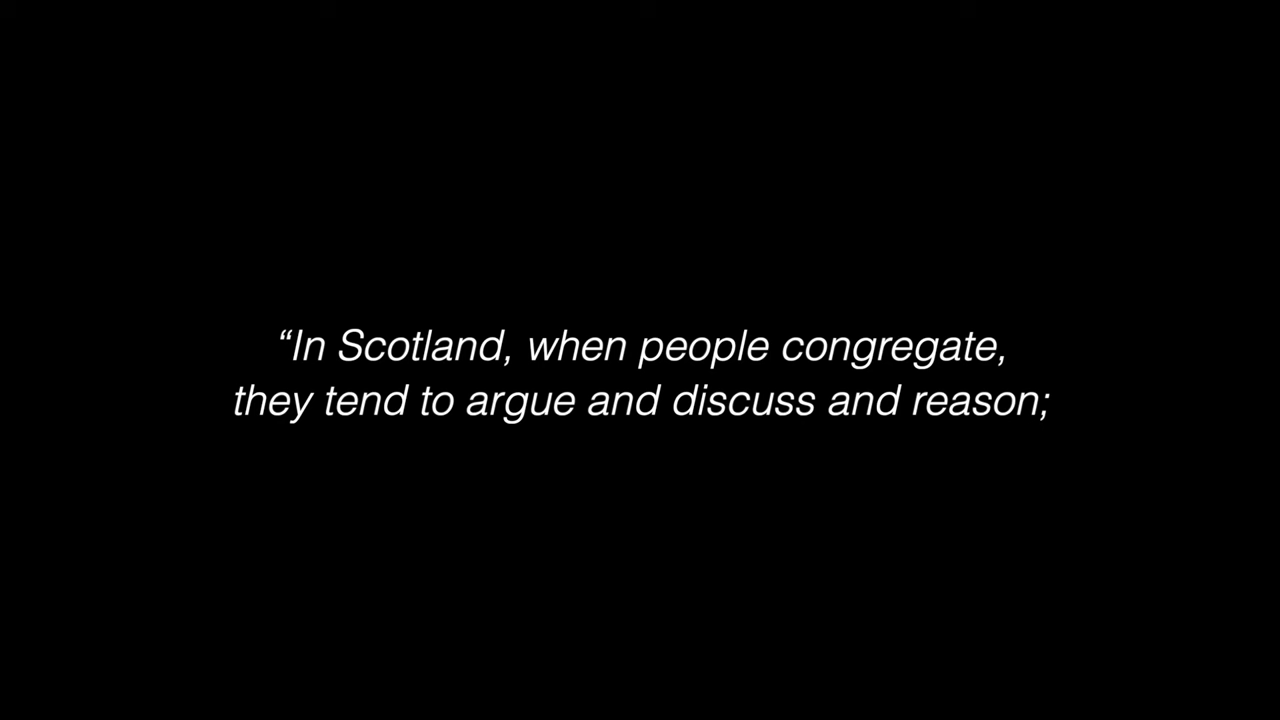 “In Scotland, when people congregate,
they tend to argue and discuss and reason;